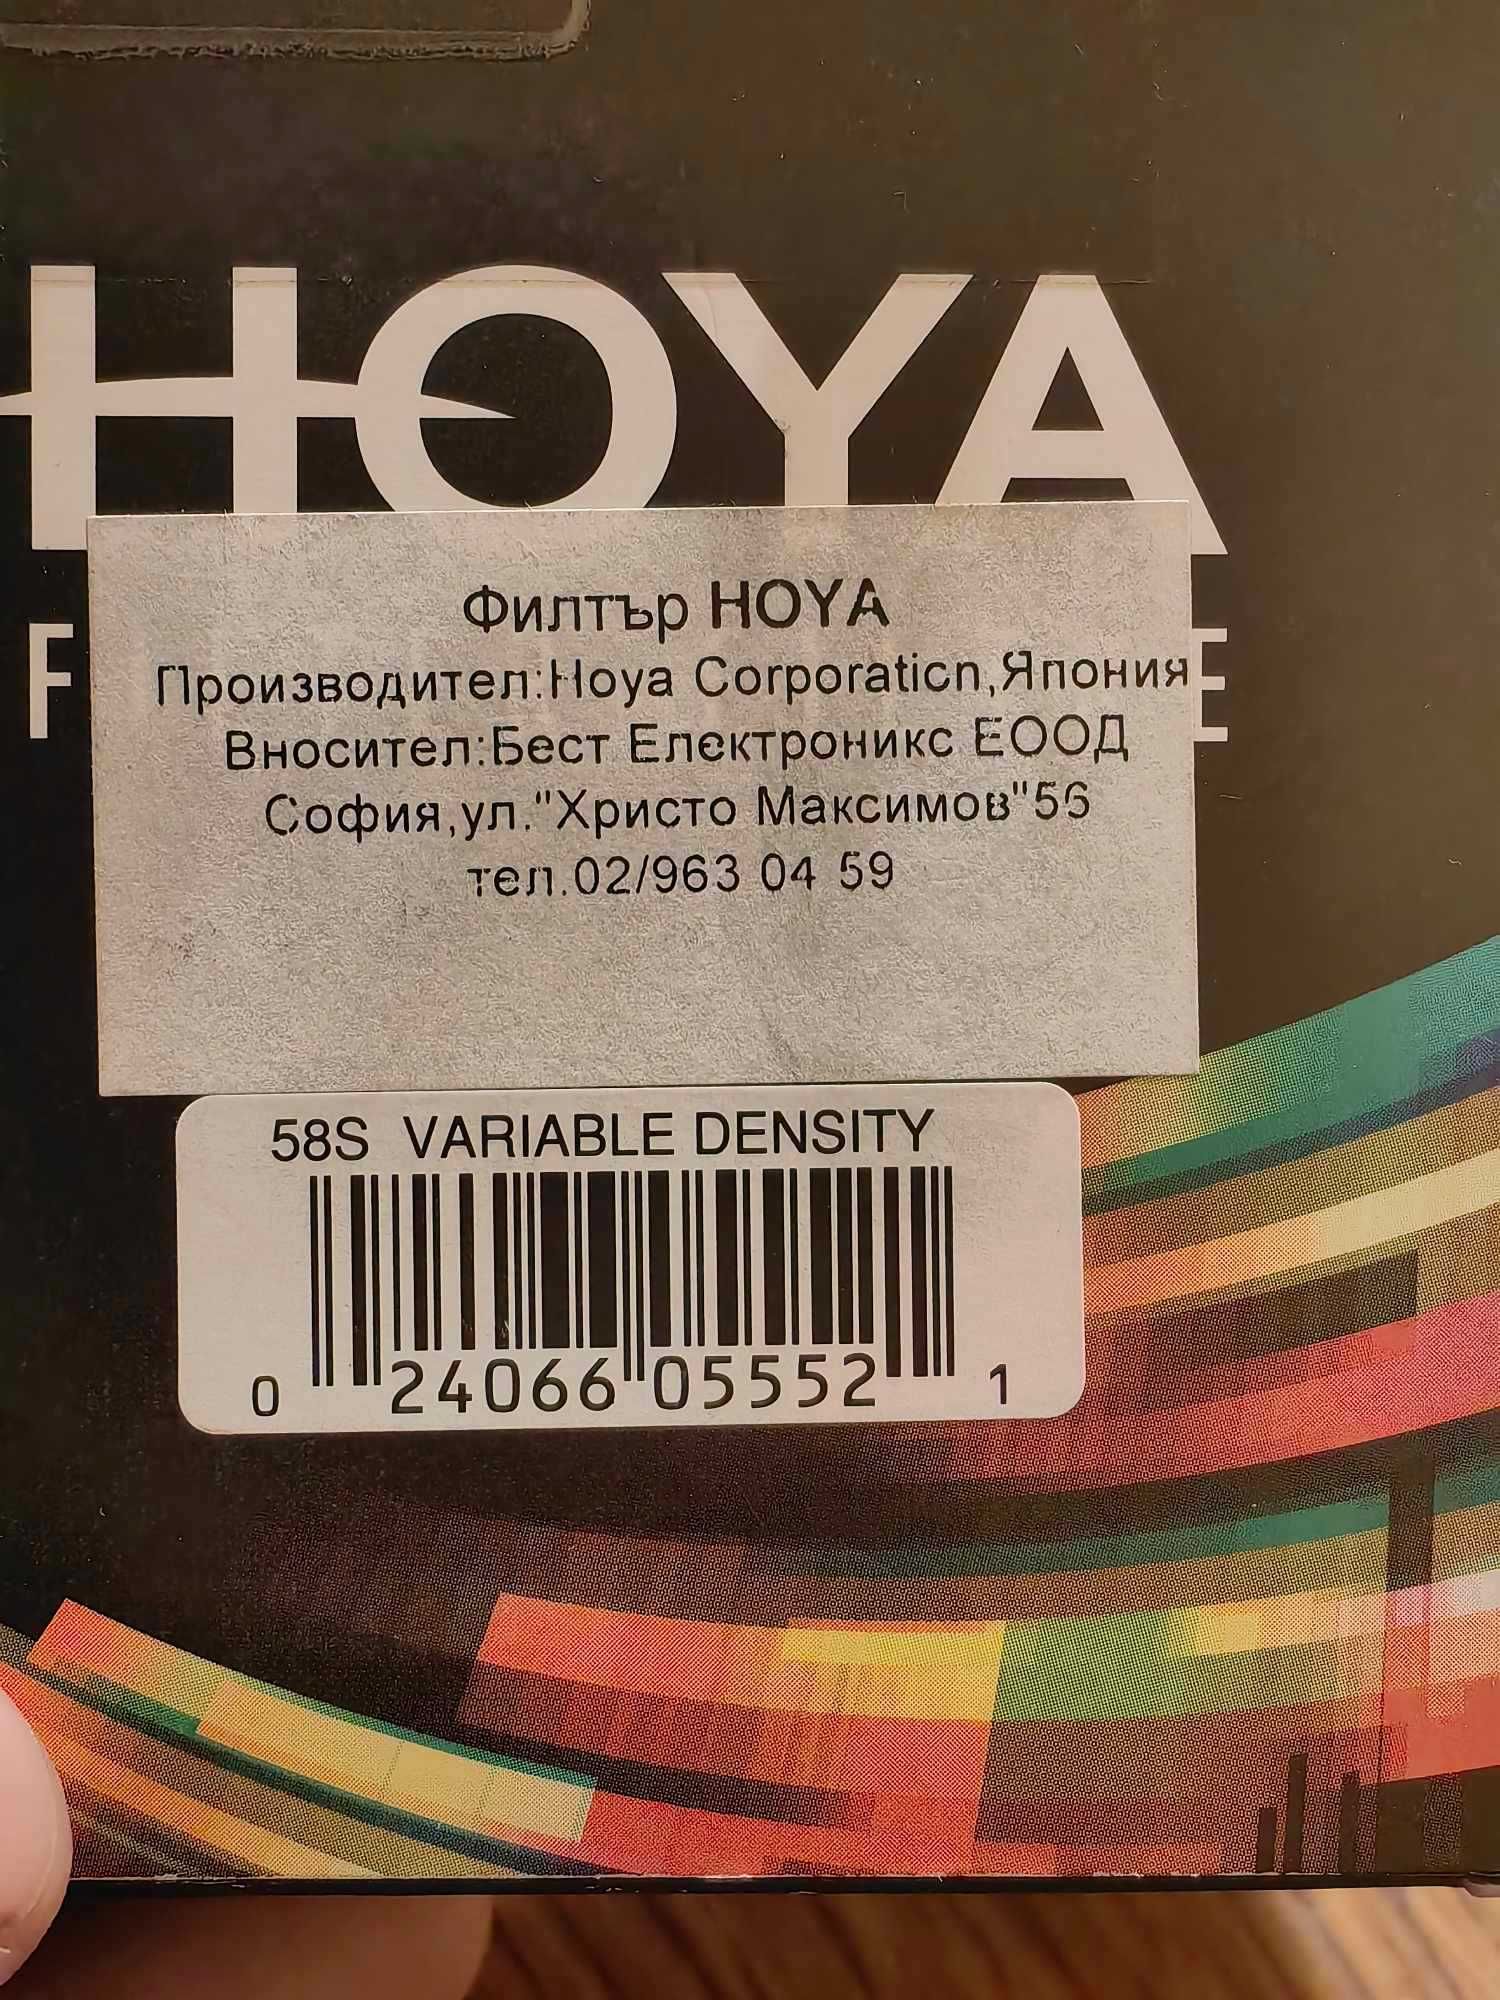 HOYA
Филтър HOYA
Производител:Hoya Corporation,Япония
Вносител:Бест Електроникс ЕООД
София,ул."Христо Максимов"56
тел.02/963 04 59
58S VARIABLE DENSITY
0 24066 05552 1